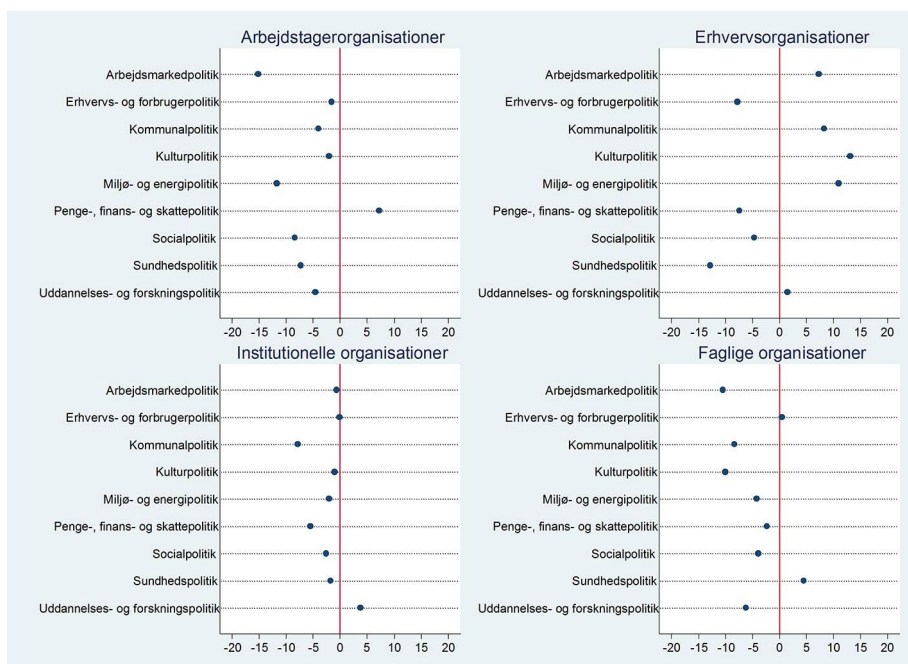 Arbejdstagerorganisationer
Arbejdsmarkedpolitik
Erhvervs- og forbrugerpolitik
Kommunalpolitik
Kulturpolitik
Miljø- og energipolitik
Penge-, finans- og skattepolitik
Socialpolitik
Sundhedspolitik
Uddannelses- og forskningspolitik
-20 -15 -10 -5 0 5 10 15 20
Erhvervsorganisationer
Arbejdsmarkedpolitik
Erhvervs- og forbrugerpolitik
Kommunalpolitik
Kulturpolitik
Miljø- og energipolitik
Penge-, finans- og skattepolitik
Socialpolitik
Sundhedspolitik
Uddannelses- og forskningspolitik
-20 -15 -10 -5 0 5 10 15 20
Institutionelle organisationer
Arbejdsmarkedpolitik
Erhvervs- og forbrugerpolitik
Kommunalpolitik
Kulturpolitik
Miljø- og energipolitik
Penge-, finans- og skattepolitik
Socialpolitik
Sundhedspolitik
Uddannelses- og forskningspolitik
-20 -15 -10 -5 0 5 10 15 20
Faglige organisationer
Arbejdsmarkedpolitik
Erhvervs- og forbrugerpolitik
Kommunalpolitik
Kulturpolitik
Miljø- og energipolitik
Penge-, finans- og skattepolitik
Socialpolitik
Sundhedspolitik
Uddannelses- og forskningspolitik
-20 -15 -10 -5 0 5 10 15 20